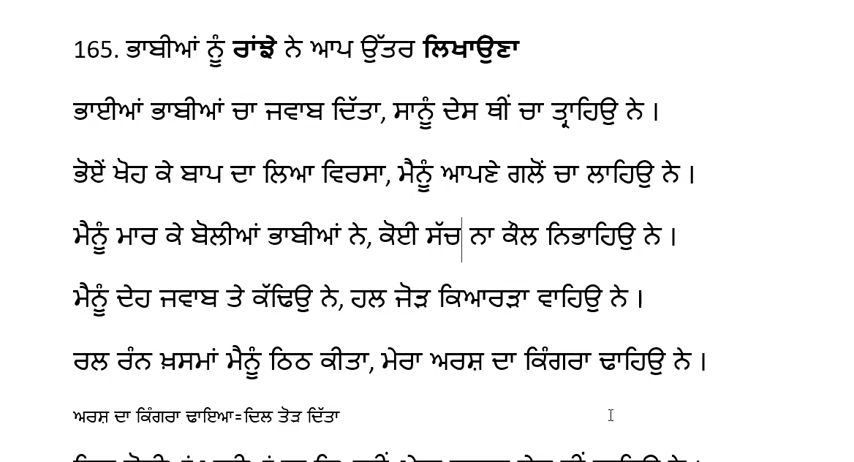 165. ਭਾਬੀਆਂ ਨੂੰ ਰਾਂਝੇ ਨੇ ਆਪ ਉੱਤਰ ਲਿਖਾਉਣਾ
ਭਾਈਆਂ ਭਾਬੀਆਂ ਚਾ ਜਵਾਬ ਦਿੱਤਾ, ਸਾਨੂੰ ਦੇਸ ਥੀਂ ਚਾ ਤ੍ਰਾਹਿਉ ਨੇ ।
ਭੋਏਂ ਖੋਹ ਕੇ ਬਾਪ ਦਾ ਲਿਆ ਵਿਰਸਾ, ਮੈਨੂੰ ਆਪਣੇ ਗਲੋਂ ਚਾ ਲਾਹਿਉ ਨੇ ।
ਮੈਨੂੰ ਮਾਰ ਕੇ ਬੋਲੀਆਂ ਭਾਬੀਆਂ ਨੇ, ਕੋਈ ਸੱਚ ਨਾ ਕੌਲ ਨਿਭਾਹਿਉ ਨੇ ।
ਮੈਨੂੰ ਦੇਹ ਜਵਾਬ ਤੇ ਕੱਢਿਉ ਨੇ, ਹਲ ਜੋੜ ਕਿਆਰੜਾ ਵਾਹਿਉ ਨੇ ।
ਰਲ ਰੰਨ ਖ਼ਸਮਾਂ ਮੈਨੂੰ ਠਿਠ ਕੀਤਾ, ਮੇਰਾ ਅਰਸ਼ ਦਾ ਕਿੰਗਰਾ ਢਾਹਿਉ ਨੇ ।
ਅਰਸ਼ ਦਾ ਕਿੰਗਰਾ ਢਾਇਆ=ਦਿਲ ਤੋੜ ਦਿੱਤਾ